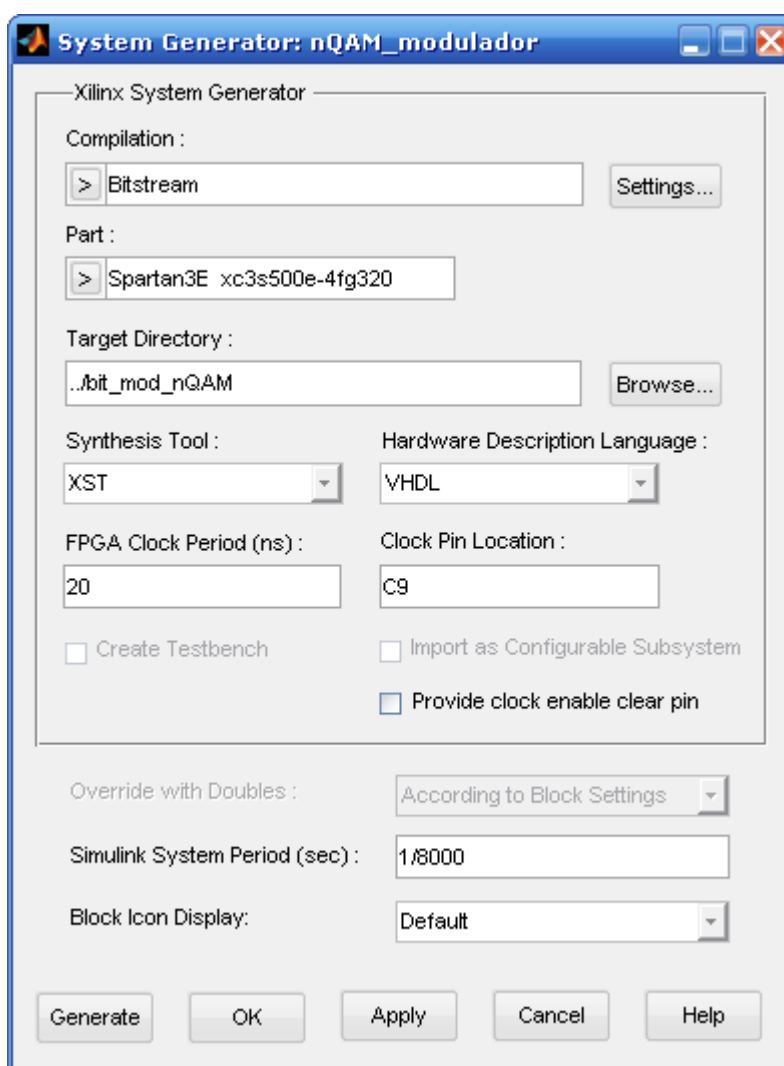 System Generator: nQAM_modulador
Xilinx System Generator
Compilation :
> Bitstream
Settings...
Part :
> Spartan3E xc3s500e-4fg320
Target Directory :
../bit_mod_nQAM
Browse...
Synthesis Tool : Hardware Description Language :
XST VHDL
FPGA Clock Period (ns) : Clock Pin Location :
20 C9
Create Testbench Import as Configurable Subsystem
Provide clock enable clear pin
Override with Doubles : According to Block Settings
Simulink System Period (sec) : 1/8000
Block Icon Display: Default
Generate OK Apply Cancel Help